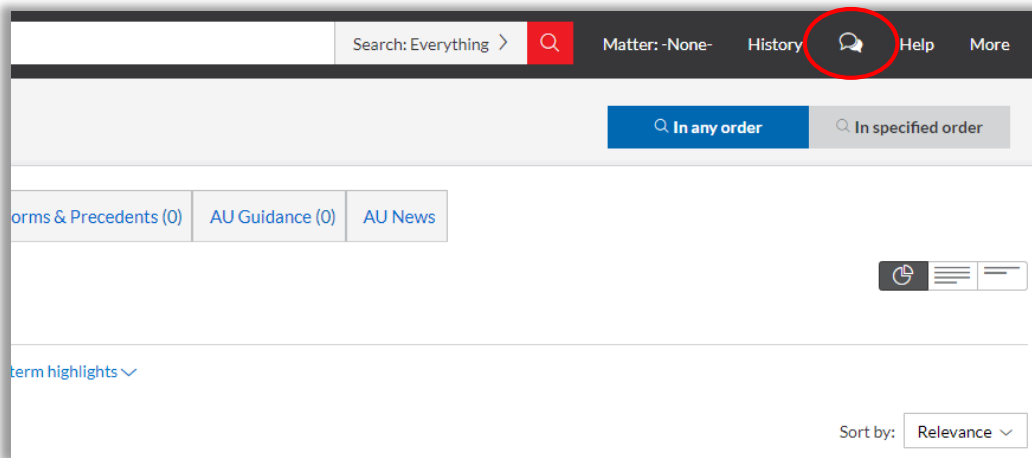 Search: Everything Matter: -None- History Help More
In any order In specified order
orms & Precedents (0) AU Guidance (0) AU News
term highlights
Sort by: Relevance